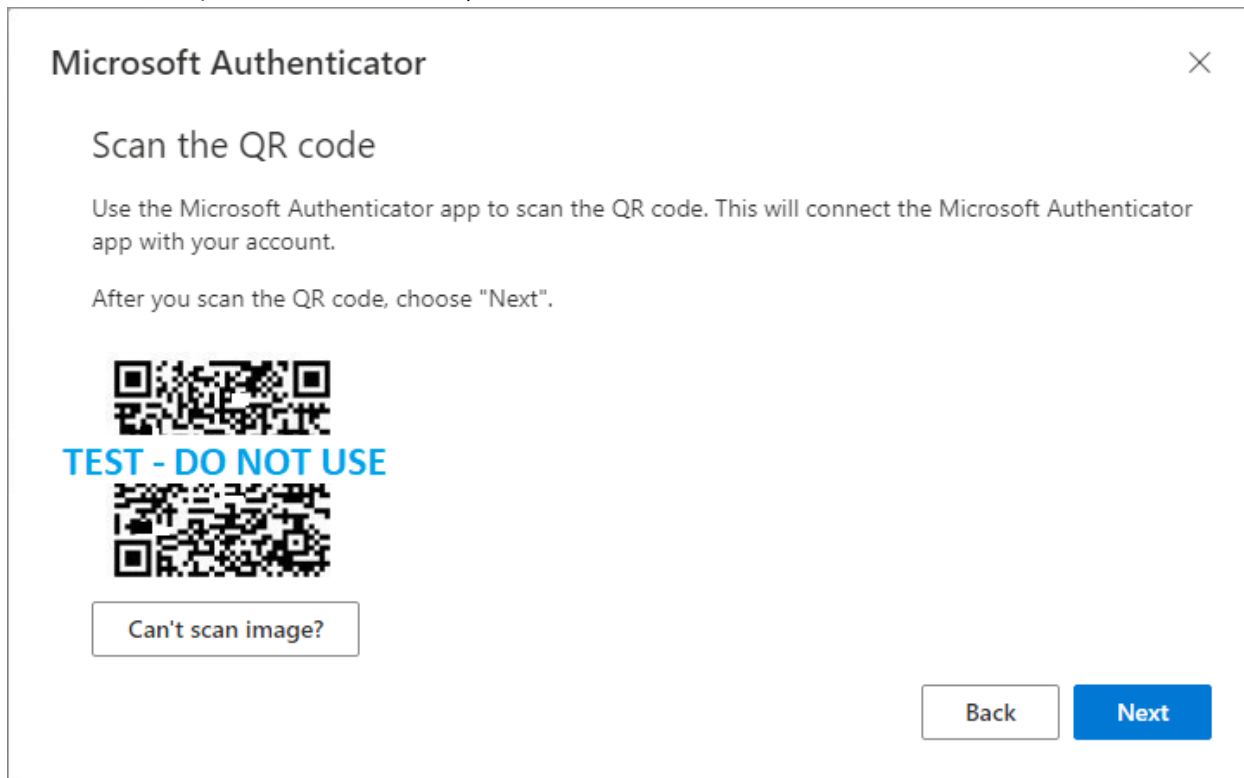 Microsoft Authenticator
Scan the QR code
Use the Microsoft Authenticator app to scan the QR code. This will connect the Microsoft Authenticator
app with your account.
After you scan the QR code, choose "Next".
TEST - DO NOT USE
Can't scan image?
Back
Next